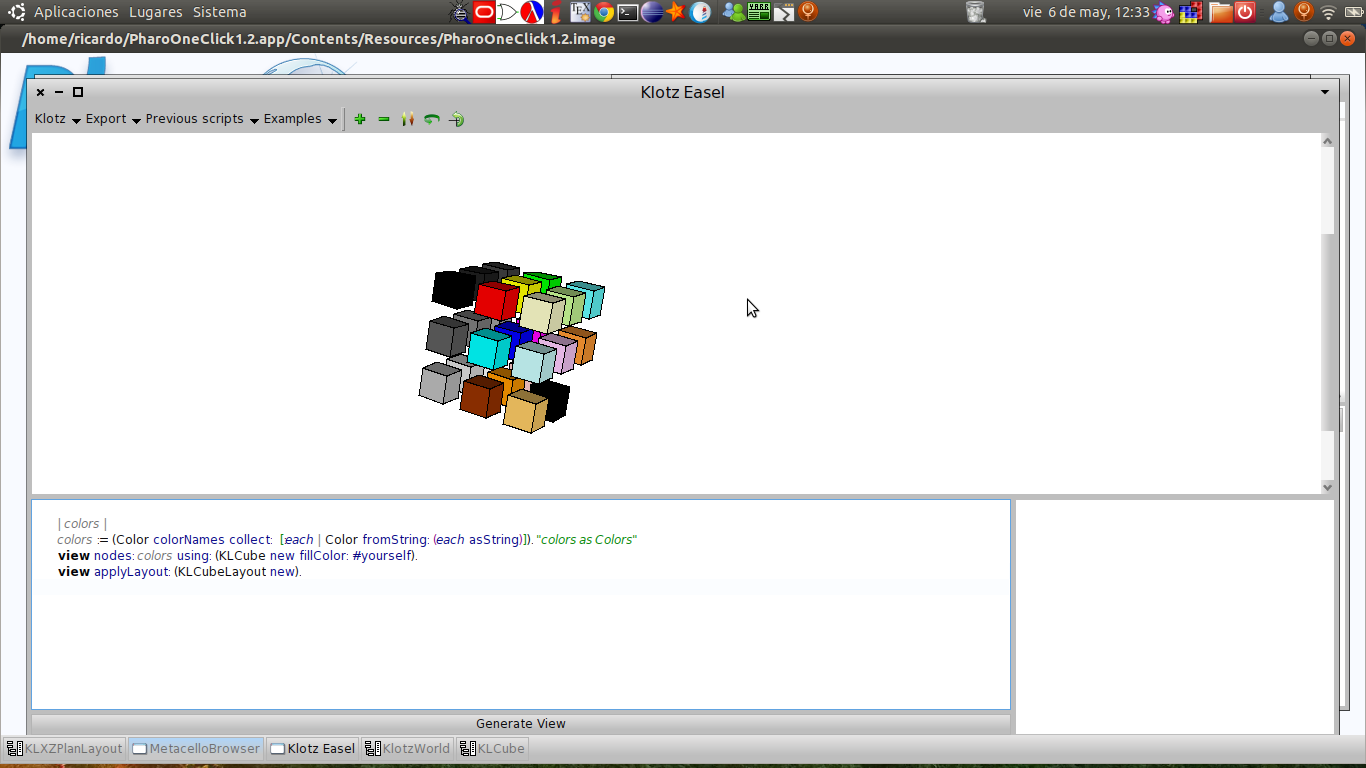 Aplicaciones Lugares Sistema vie 6 de may, 12:33
/home/ricardo/PharoOneClick1.2.app/Contents/Resources/PharoOneClick1.2.image
Klotz Easel
Klotz Export Previous scripts Examples
| colors |
colors := (Color colorNames collect: [:each | Color fromString: (each asString)]). "colors as Colors"
view nodes: colors using: (KLCube new fillColor: #yourself).
view applyLayout: (KLCubeLayout new).
Generate View
KLXZPlanLayout MetacelloBrowser Klotz Easel KlotzWorld KLCube